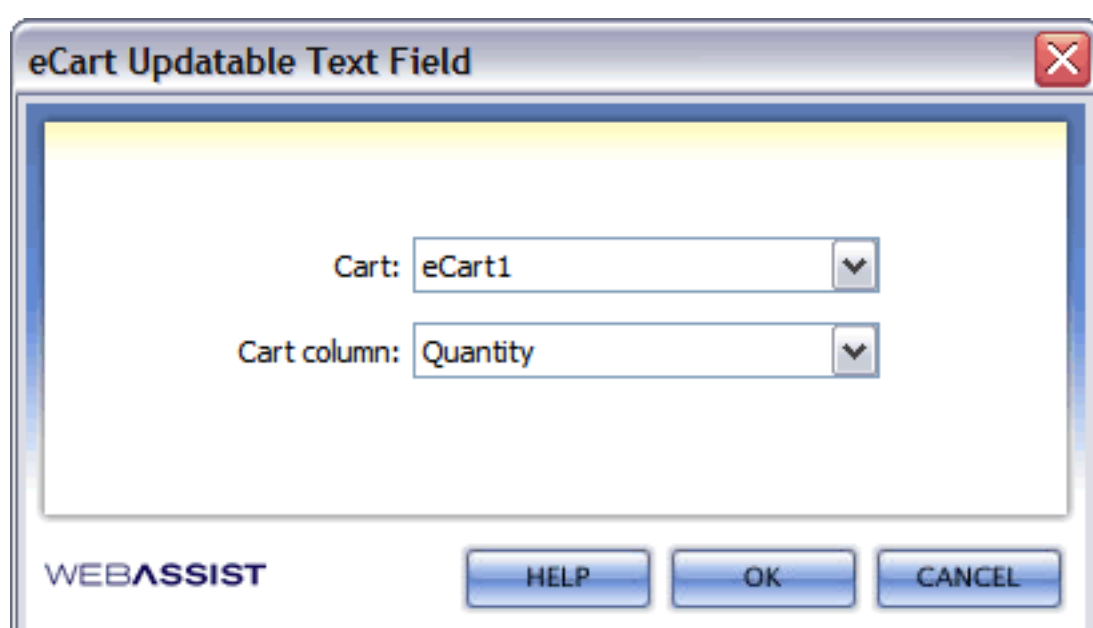 eCart Updatable Text Field
Cart: eCart1
Cart column: Quantity
WEBASSIST HELP OK CANCEL